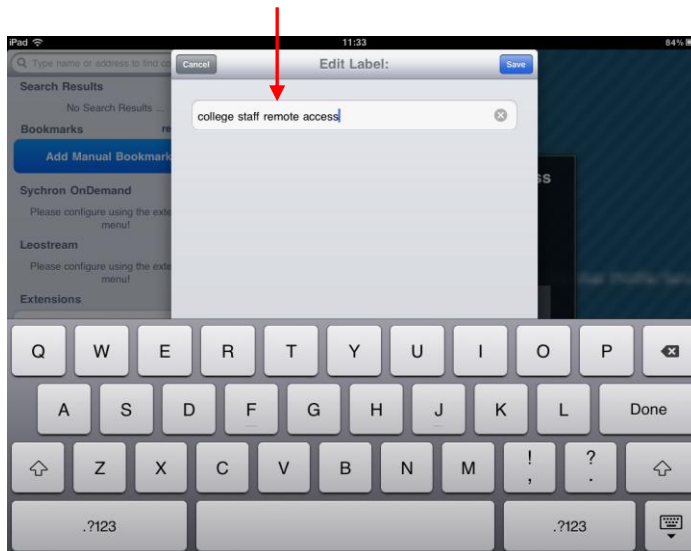 iPad 11:33 84%
Type name or address to find
Cancel Edit Label: Save
Search Results
No Search Results ...
college staff remote access
Bookmarks
Add Manual Bookmark
Sychron OnDemand
Please configure using the
menu!
Leostream
Please configure using the
menu!
Extensions
Q W E R T Y U I O P
A S D F G H J K L Done
Z X C V B N M ! , ? .
.?123 .?123